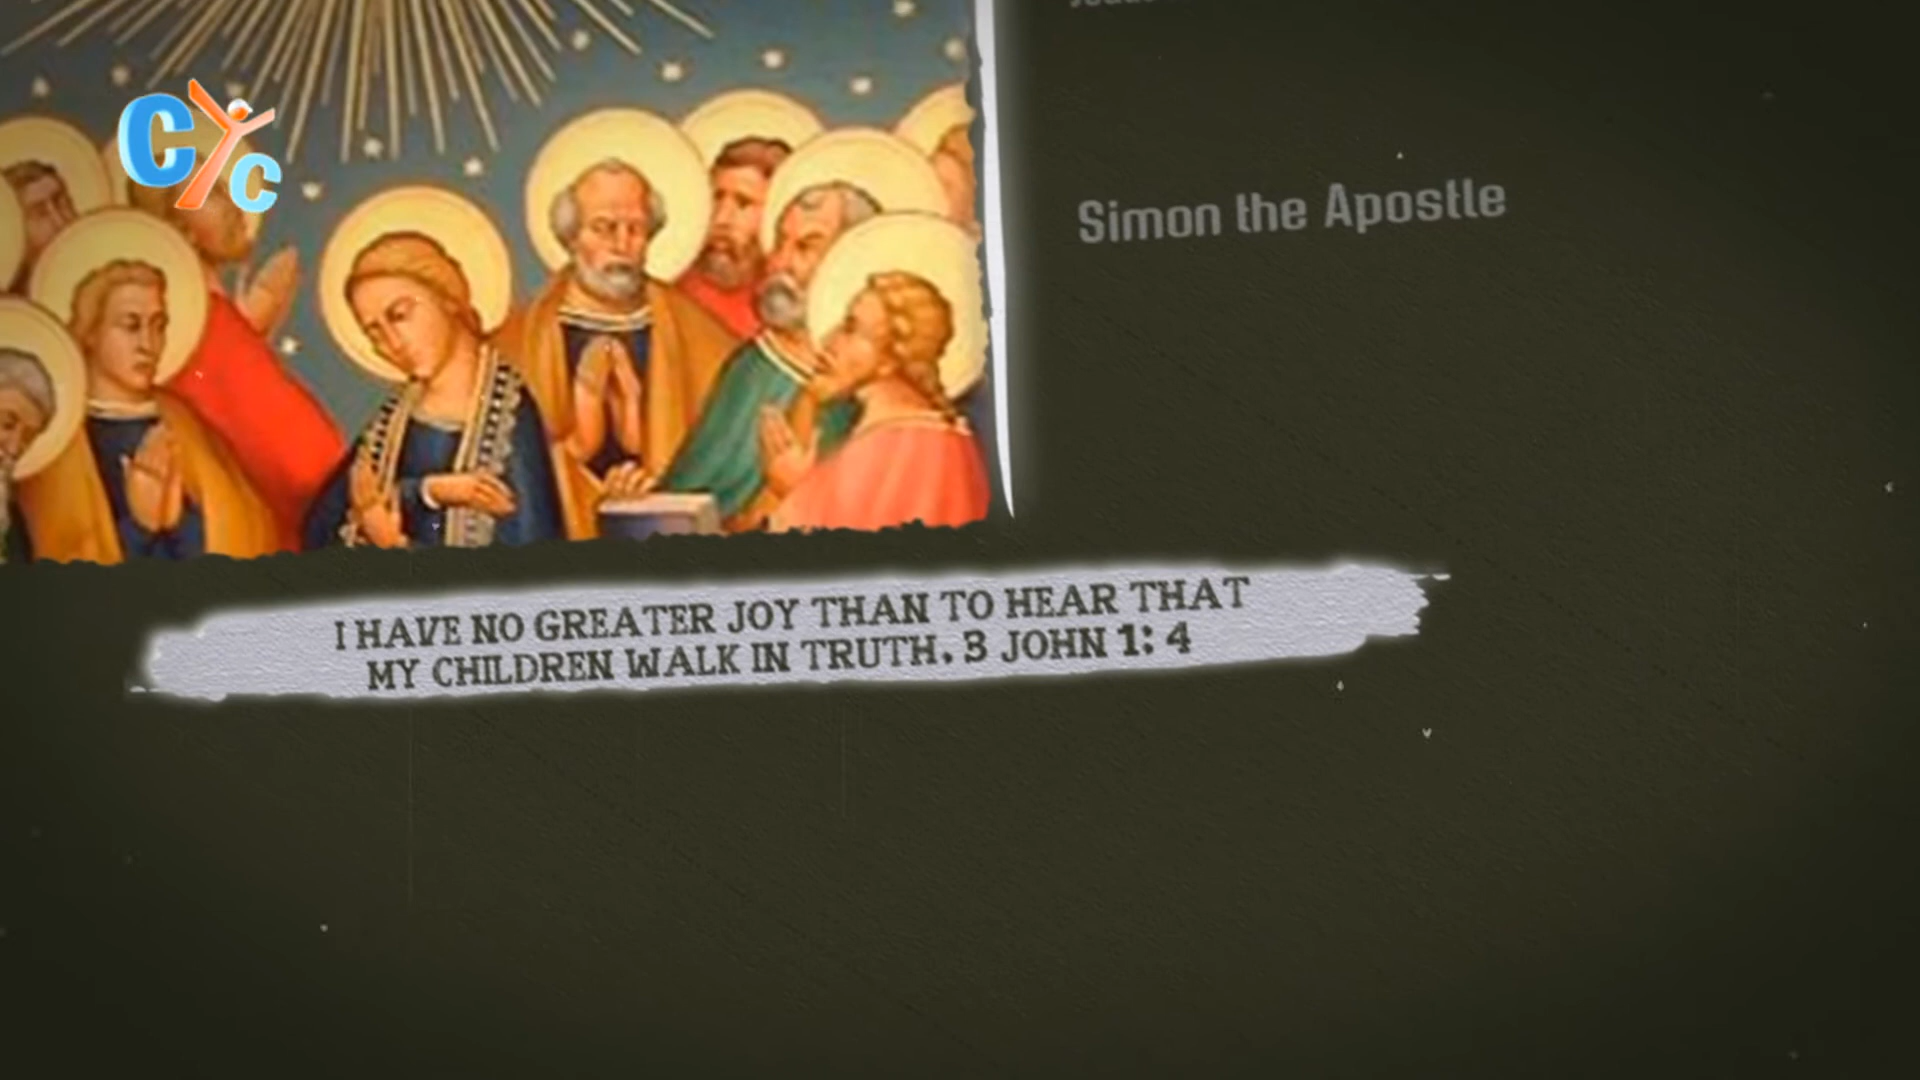 CYC
Simon the Apostle
I HAVE NO GREATER JOY THAN TO HEAR THAT
MY CHILDREN WALK IN TRUTH. 3 JOHN 1: 4